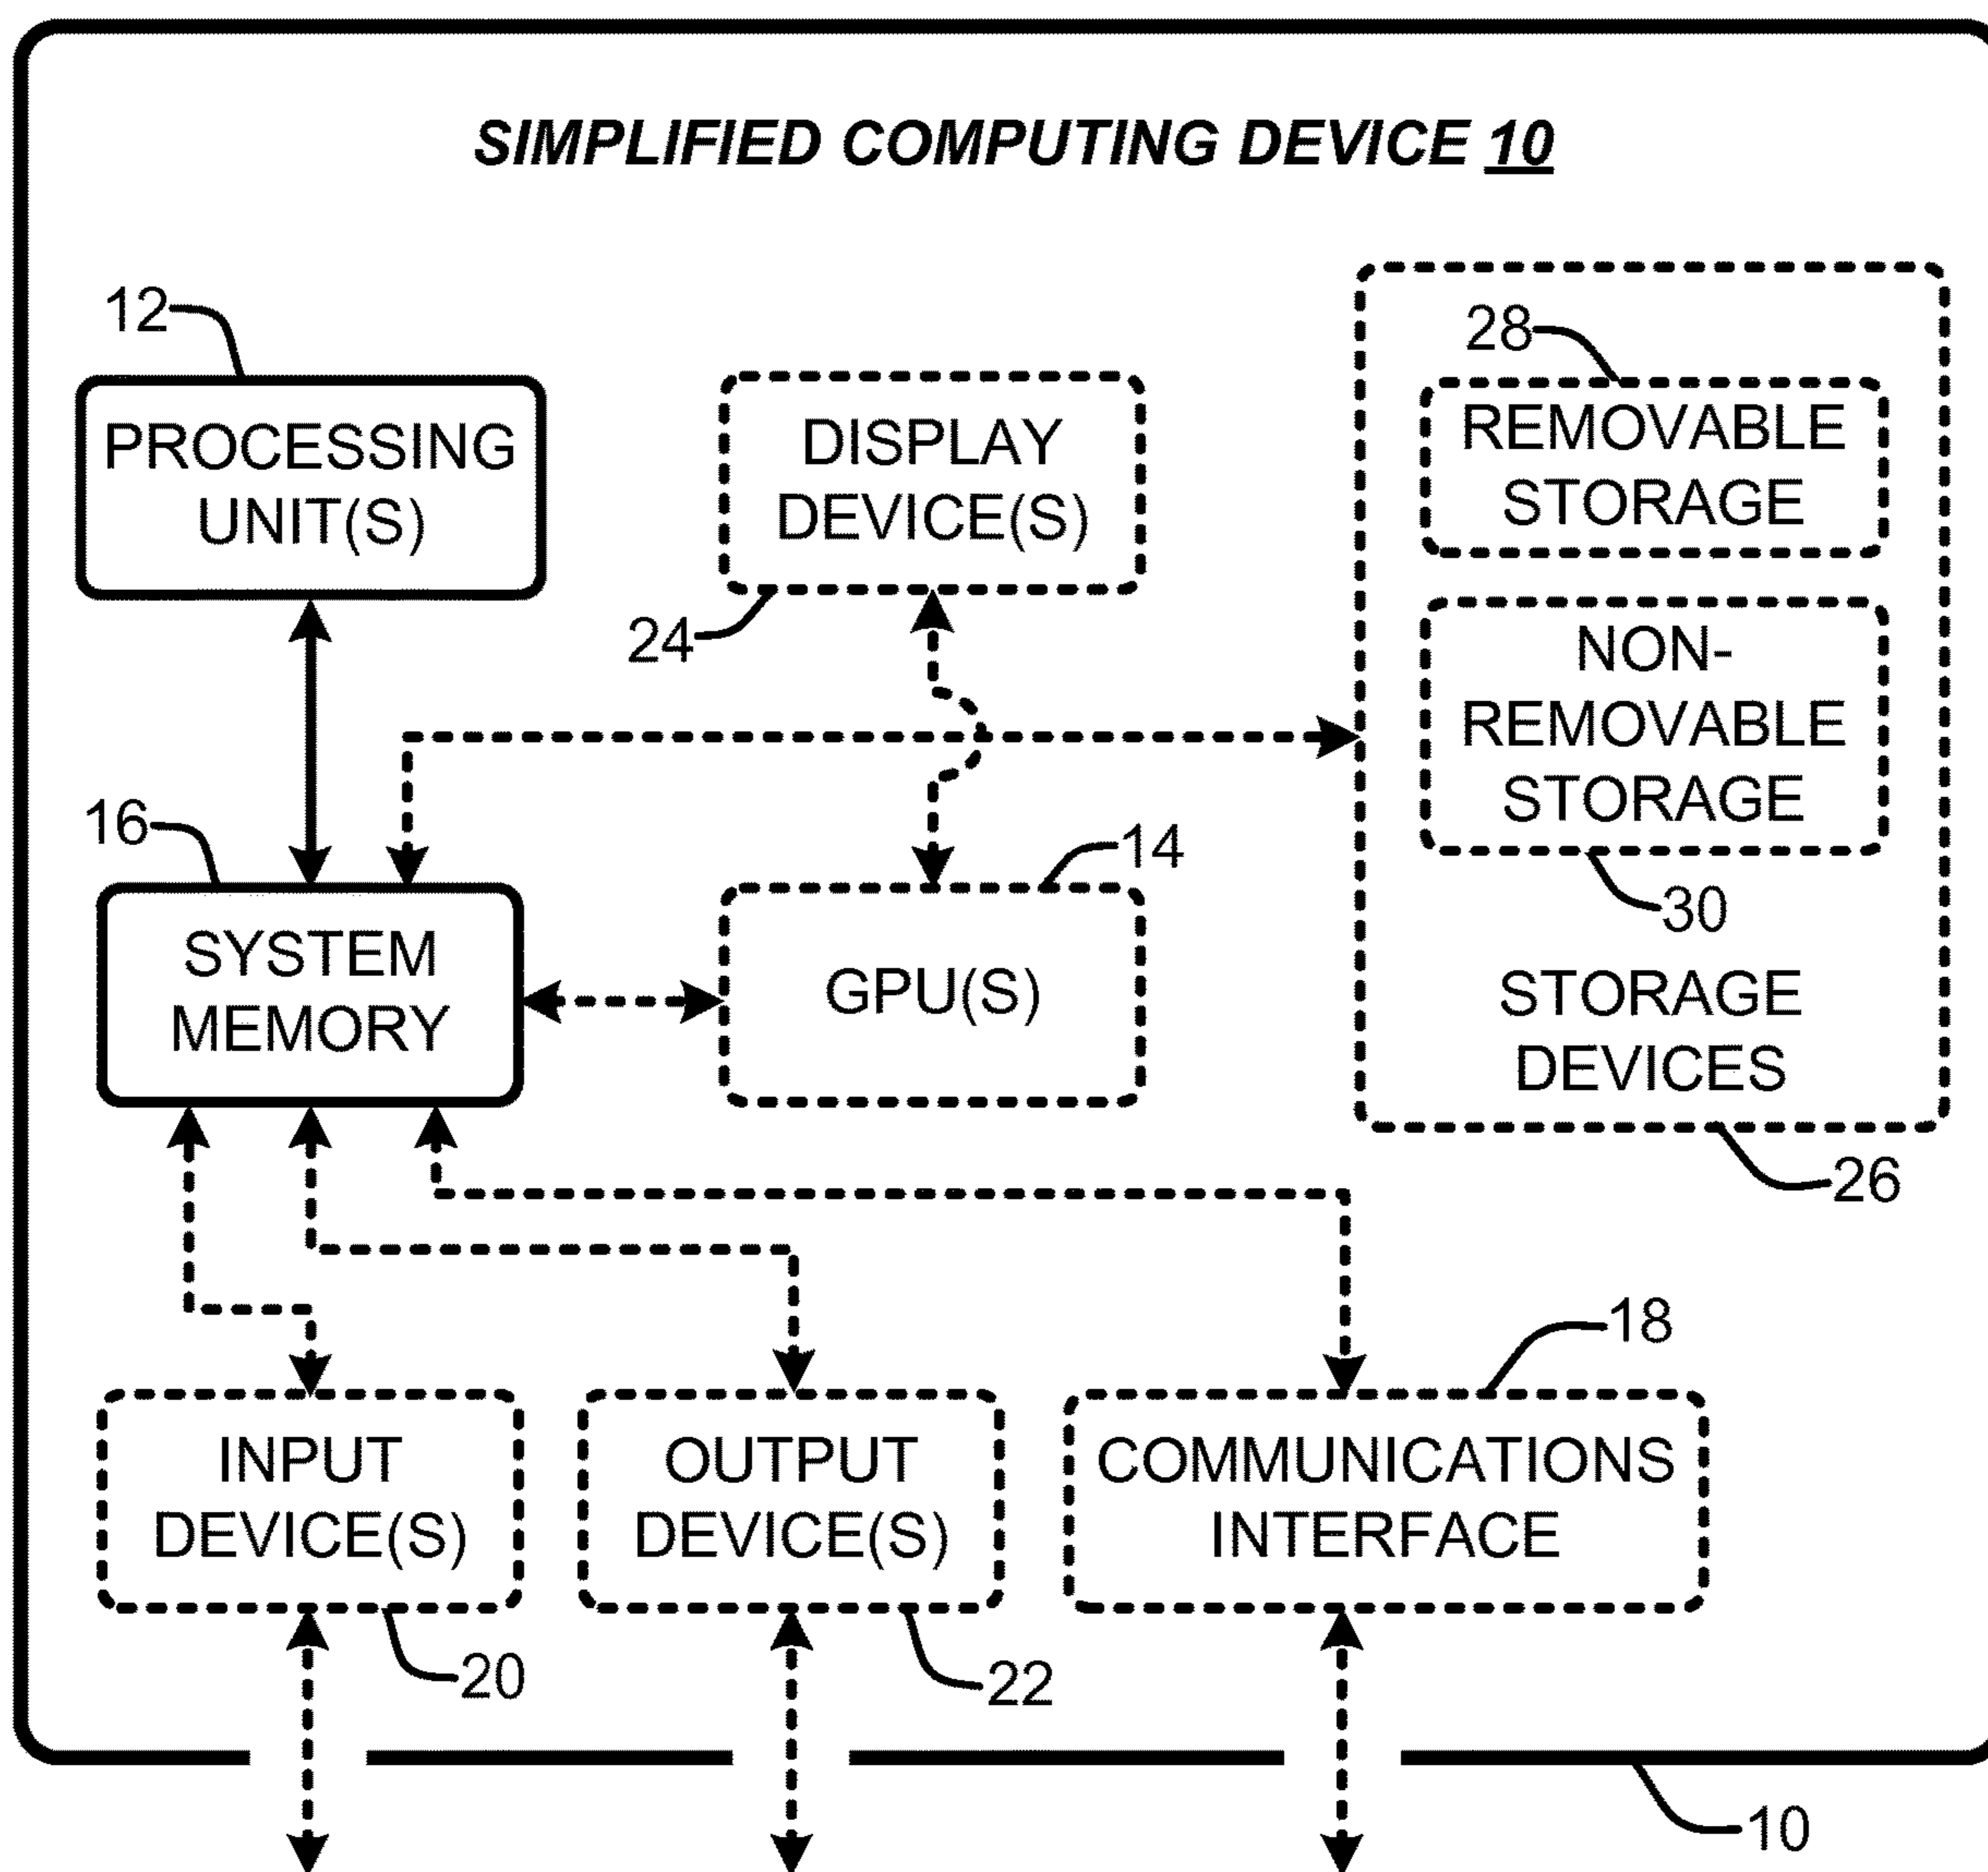 SIMPLIFIED COMPUTING DEVICE 10
12
PROCESSING
UNIT(S)
DISPLAY
DEVICE(S)
24
28
REMOVABLE
STORAGE
NON-
REMOVABLE
STORAGE
30
STORAGE
DEVICES
26
16
SYSTEM
MEMORY
14
GPU(S)
18
INPUT
DEVICE(S)
20
OUTPUT
DEVICE(S)
22
COMMUNICATIONS
INTERFACE
10